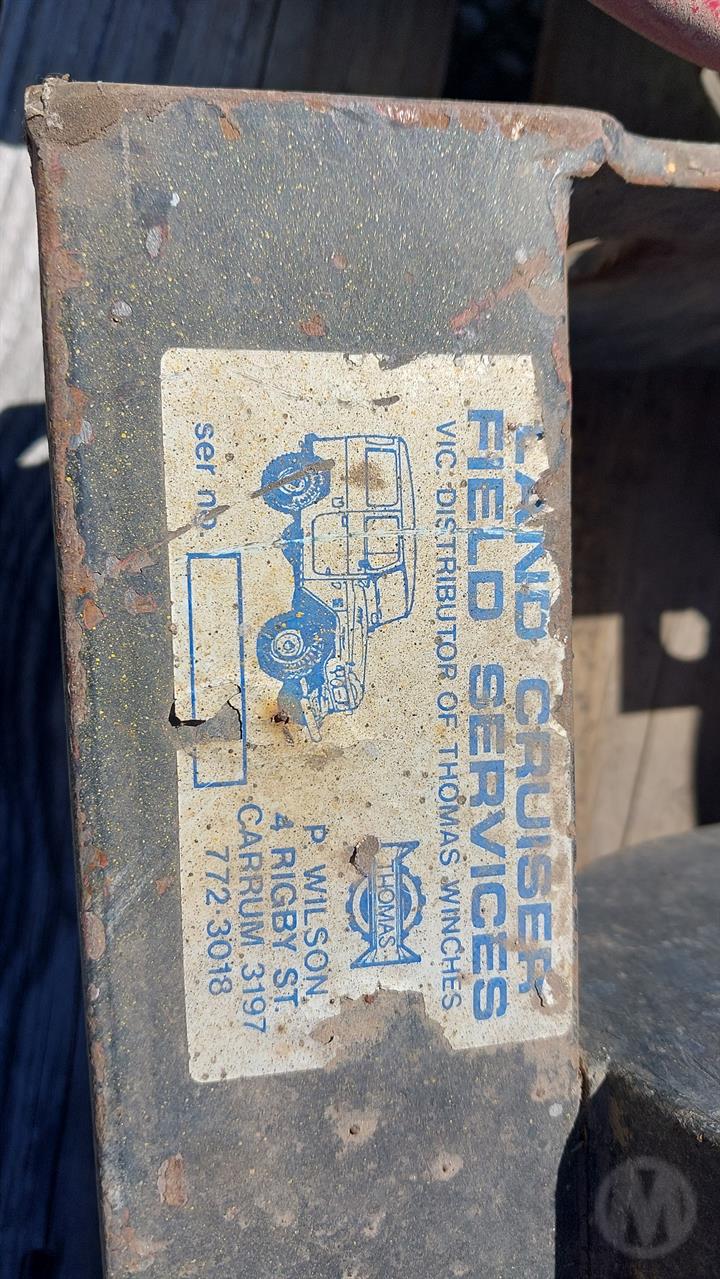 LAND CRUISER
FIELD SERVICES
VIC. DISTRIBUTOR OF THOMAS WINCHES
THOMAS
P. WILSON
4 RIGBY ST.
CARRUM 3197
772·3018
ser no.
M